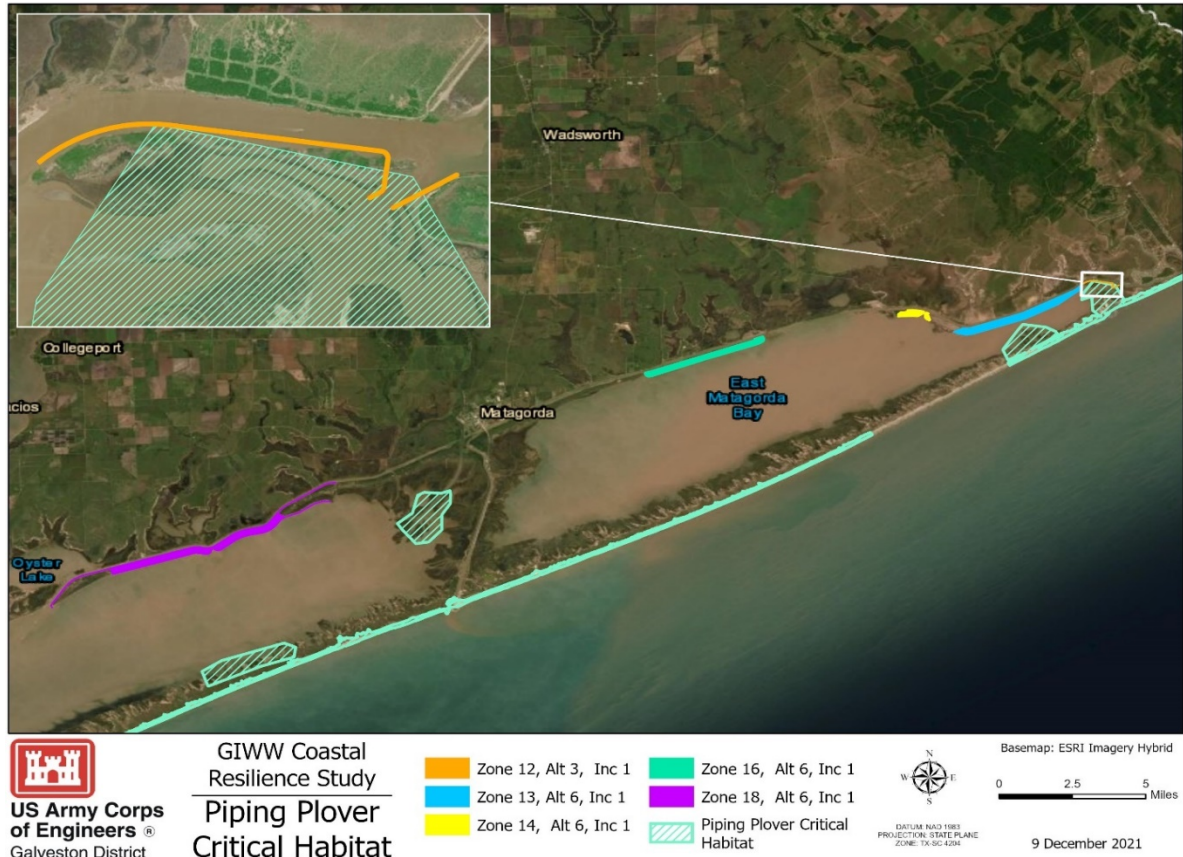 Wadsworth
Collegeport
cios
Matagorda
East
Matagorda
Bay
Oyster
Lake
US Army Corps
of Engineers ®
Galveston District
GIWW Coastal
Resilience Study
Piping Plover
Critical Habitat
Zone 12, Alt 3, Inc 1
Zone 13, Alt 6, Inc 1
Zone 14, Alt 6, Inc 1
Zone 16, Alt 6, Inc 1
Zone 18, Alt 6, Inc 1
Piping Plover Critical
Habitat
N
W E
S
DATUM: NAD 1983
PROJECTION: STATE PLANE
ZONE: TX-SC 4204
Basemap: ESRI Imagery Hybrid
0 2.5 5
Miles
9 December 2021